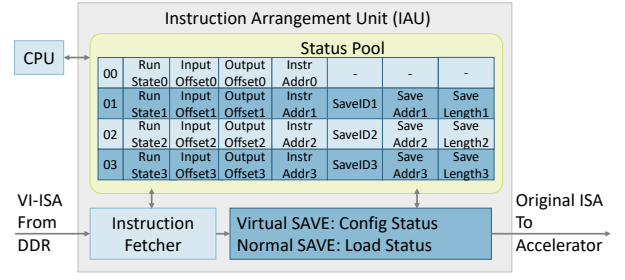 Instruction Arrangement Unit (IAU)
Status Pool
CPU
00 Run State0 Input Offset0 Output Offset0 Instr Addr0 - - -
01 Run State1 Input Offset1 Output Offset1 Instr Addr1 SaveID1 Save Addr1 Save Length1
02 Run State2 Input Offset2 Output Offset2 Instr Addr2 SaveID2 Save Addr2 Save Length2
03 Run State3 Input Offset3 Output Offset3 Instr Addr3 SaveID3 Save Addr3 Save Length3
VI-ISA
From
DDR
Instruction
Fetcher
Virtual SAVE: Config Status
Normal SAVE: Load Status
Original ISA
To
Accelerator